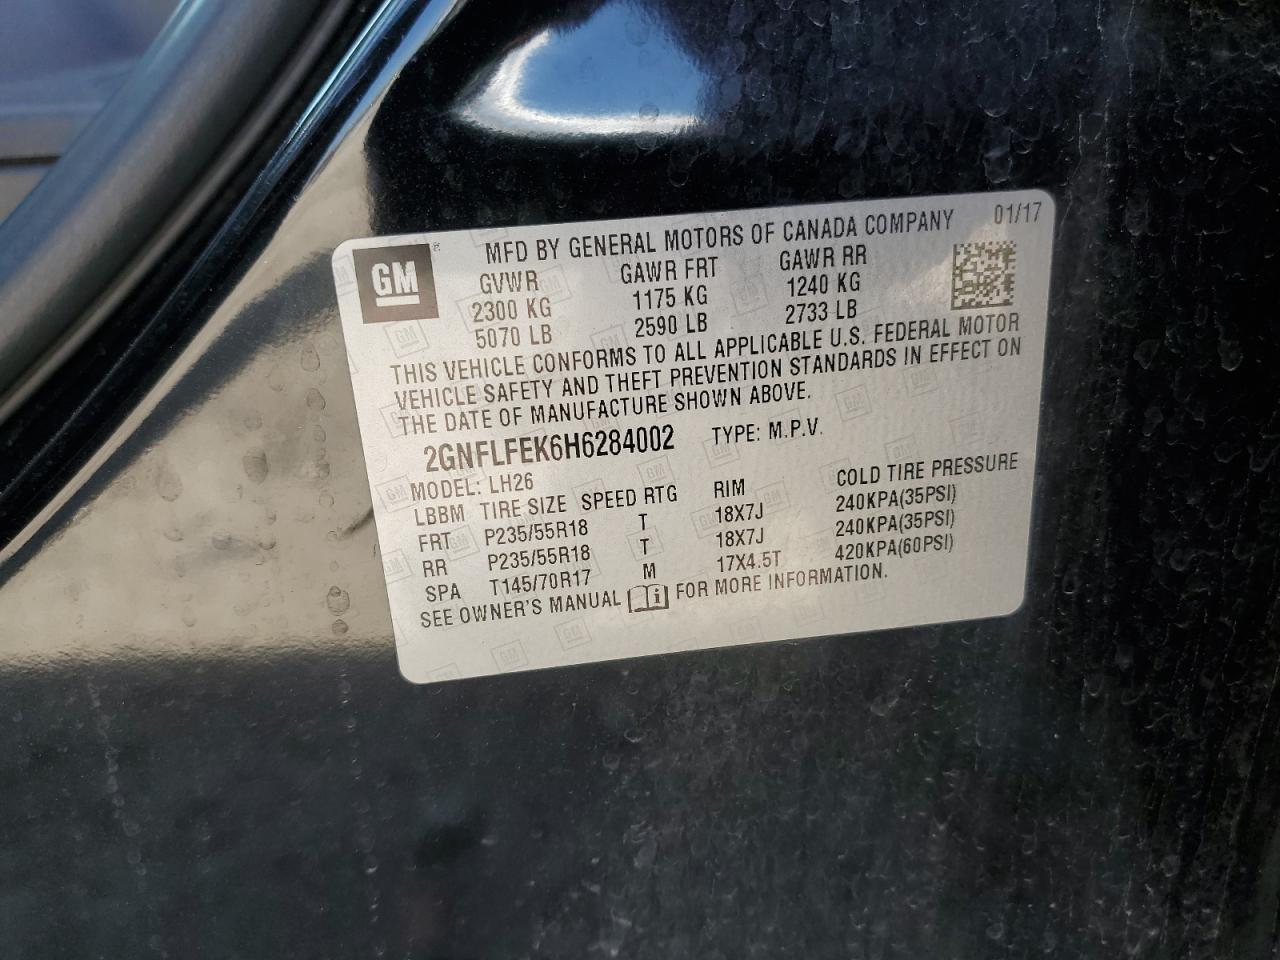 GM
MFD BY GENERAL MOTORS OF CANADA COMPANY 01/17
GVWR GAWR FRT GAWR RR
2300 KG 1175 KG 1240 KG
5070 LB 2590 LB 2733 LB
THIS VEHICLE CONFORMS TO ALL APPLICABLE U.S. FEDERAL MOTOR
VEHICLE SAFETY AND THEFT PREVENTION STANDARDS IN EFFECT ON
THE DATE OF MANUFACTURE SHOWN ABOVE.
2GNFLFEK6H6284002 TYPE: M.P.V.
MODEL: LH26
LBBM TIRE SIZE SPEED RTG RIM COLD TIRE PRESSURE
FRT P235/55R18 T 18X7J 240KPA(35PSI)
RR P235/55R18 T 18X7J 240KPA(35PSI)
SPA T145/70R17 M 17X4.5T 420KPA(60PSI)
SEE OWNER'S MANUAL i FOR MORE INFORMATION.